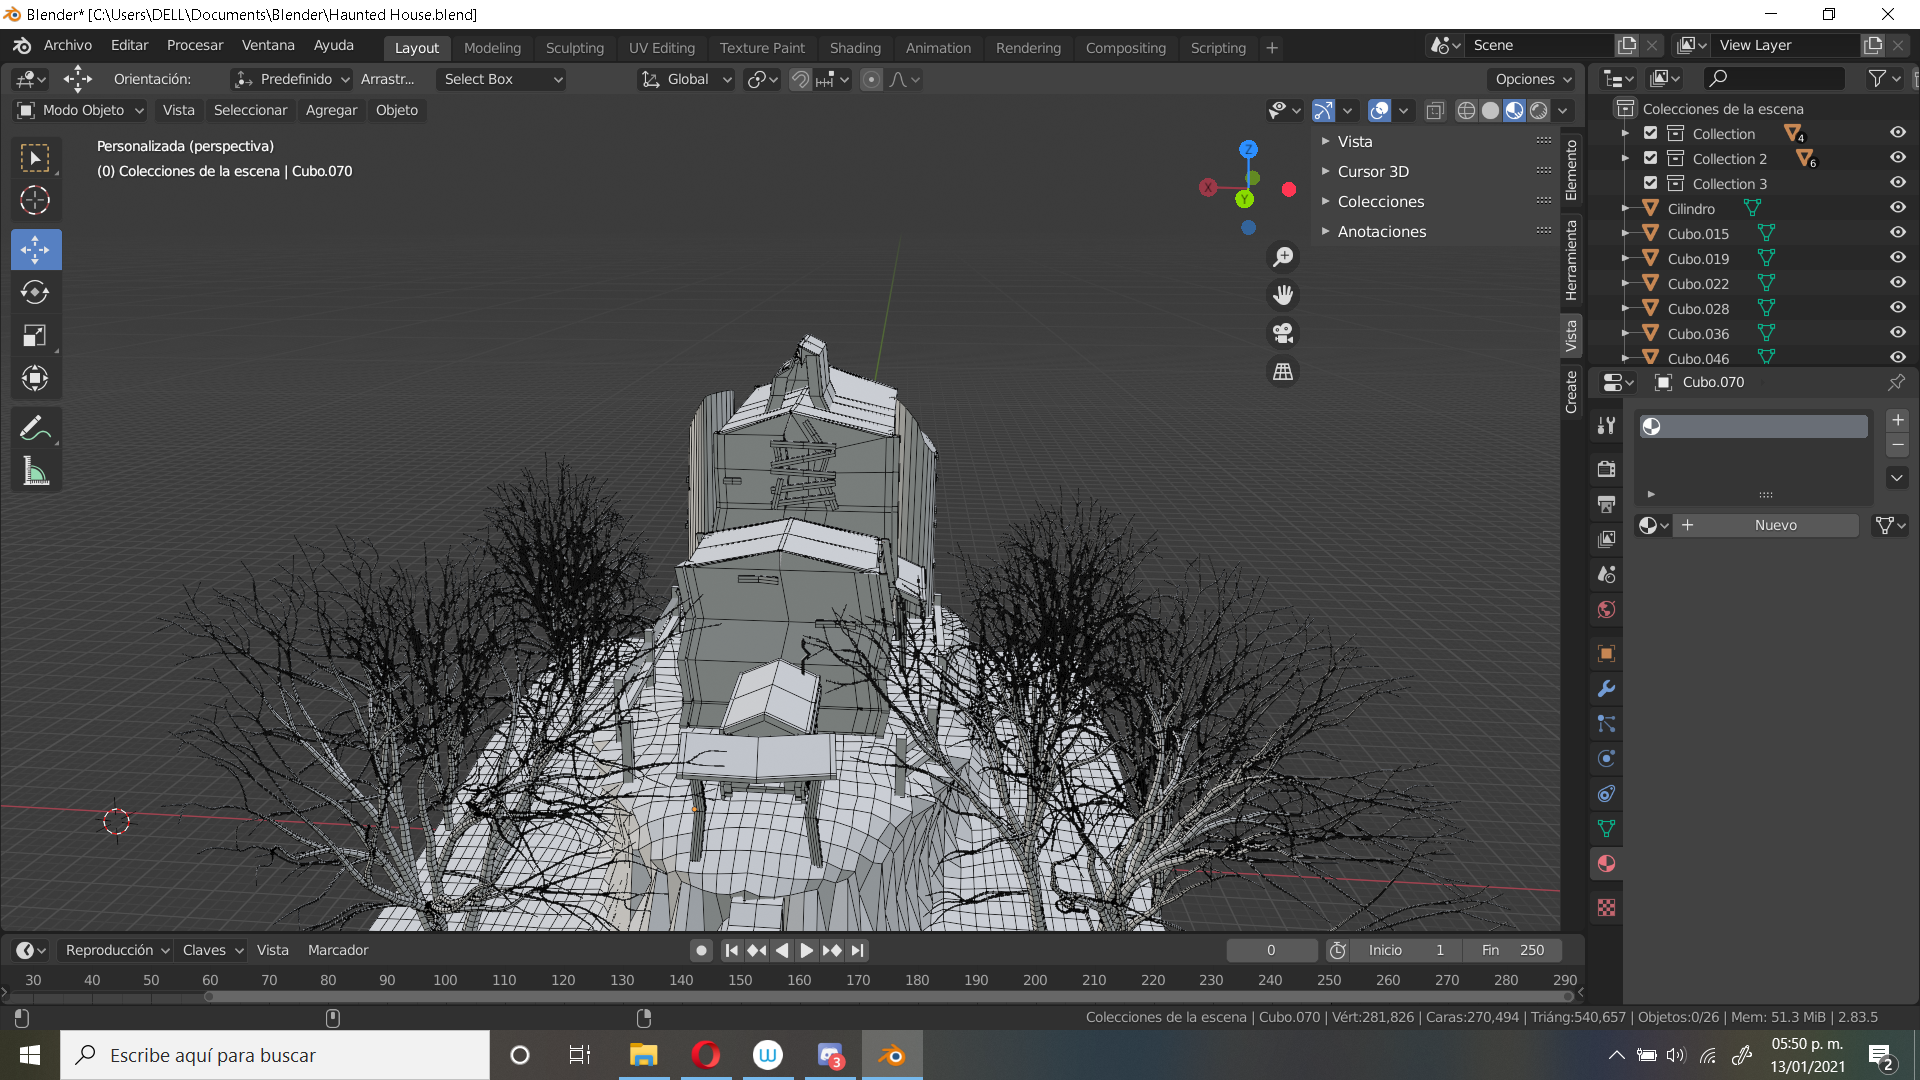 Blender* [C:\Users\DELL\Documents\Blender\Haunted House.blend]
Archivo Editar Procesar Ventana Ayuda Layout Modeling Sculpting UV Editing Texture Paint Shading Animation Rendering Compositing Scripting + Scene View Layer
Orientación: Predefinido Arrastr... Select Box Global Opciones
Modo Objeto Vista Seleccionar Agregar Objeto
Personalizada (perspectiva)
(0) Colecciones de la escena | Cubo.070
Z
X
Y
Vista
Cursor 3D
Colecciones
Anotaciones
Elemento
Herramienta
Vista
Create
Colecciones de la escena
Collection 4
Collection 2 6
Collection 3
Cilindro
Cubo.015
Cubo.019
Cubo.022
Cubo.028
Cubo.036
Cubo.046
Cubo.070
Nuevo
Reproducción Claves Vista Marcador 0 Inicio 1 Fin 250
30 40 50 60 70 80 90 100 110 120 130 140 150 160 170 180 190 200 210 220 230 240 250 260 270 280 290
Colecciones de la escena | Cubo.070 | Vért:281,826 | Caras:270,494 | Triáng:540,657 | Objetos:0/26 | Mem: 51.3 MiB | 2.83.5
Escribe aquí para buscar
W
3
05:50 p. m.
13/01/2021
2